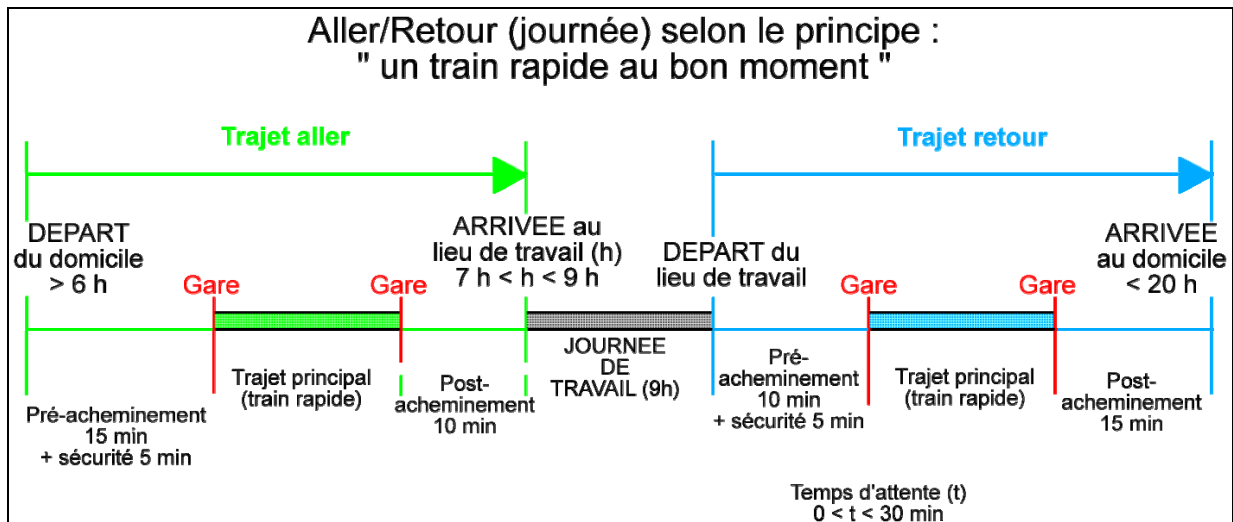 Aller/Retour (journée) selon le principe :
" un train rapide au bon moment "
Trajet aller
Trajet retour
DEPART
du domicile
> 6 h
ARRIVEE au
lieu de travail (h)
7 h < h < 9 h
DEPART du
lieu de travail
ARRIVEE
au domicile
< 20 h
Gare
Gare
Gare
Gare
Pré-acheminement
15 min
+ sécurité 5 min
Trajet principal
(train rapide)
Post-
acheminement
10 min
JOURNEE
DE
TRAVAIL (9h)
Pré-
acheminement
10 min
+ sécurité 5 min
Trajet principal
(train rapide)
Post-
acheminement
15 min
Temps d'attente (t)
0 < t < 30 min